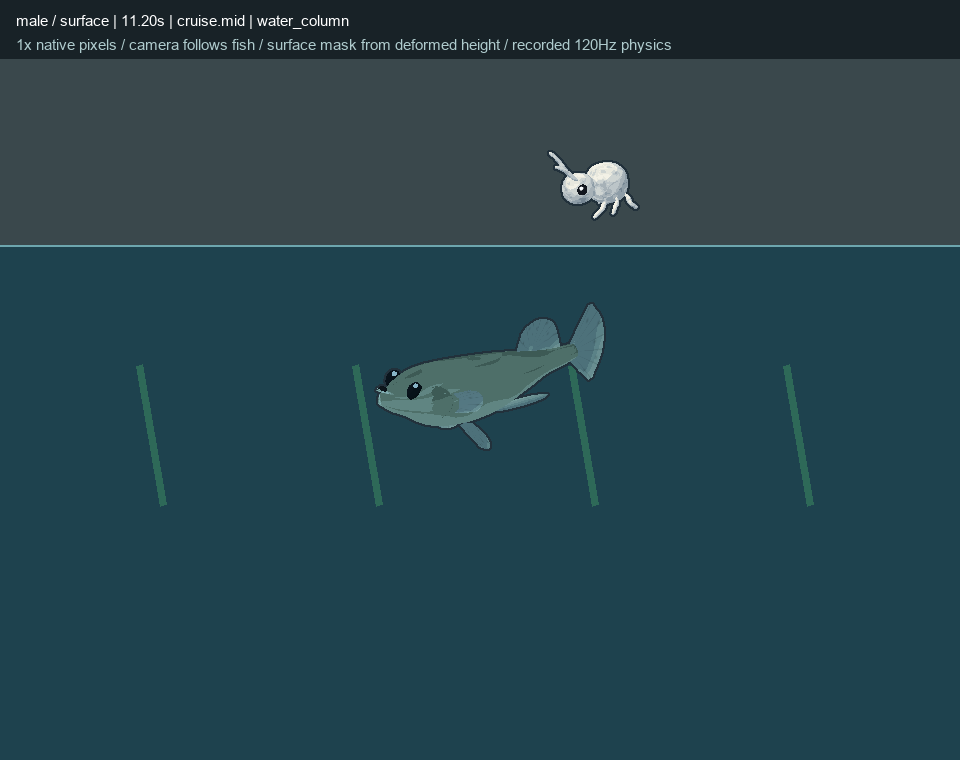 male / surface | 11.20s | cruise.mid | water_column
1x native pixels / camera follows fish / surface mask from deformed height / recorded 120Hz physics